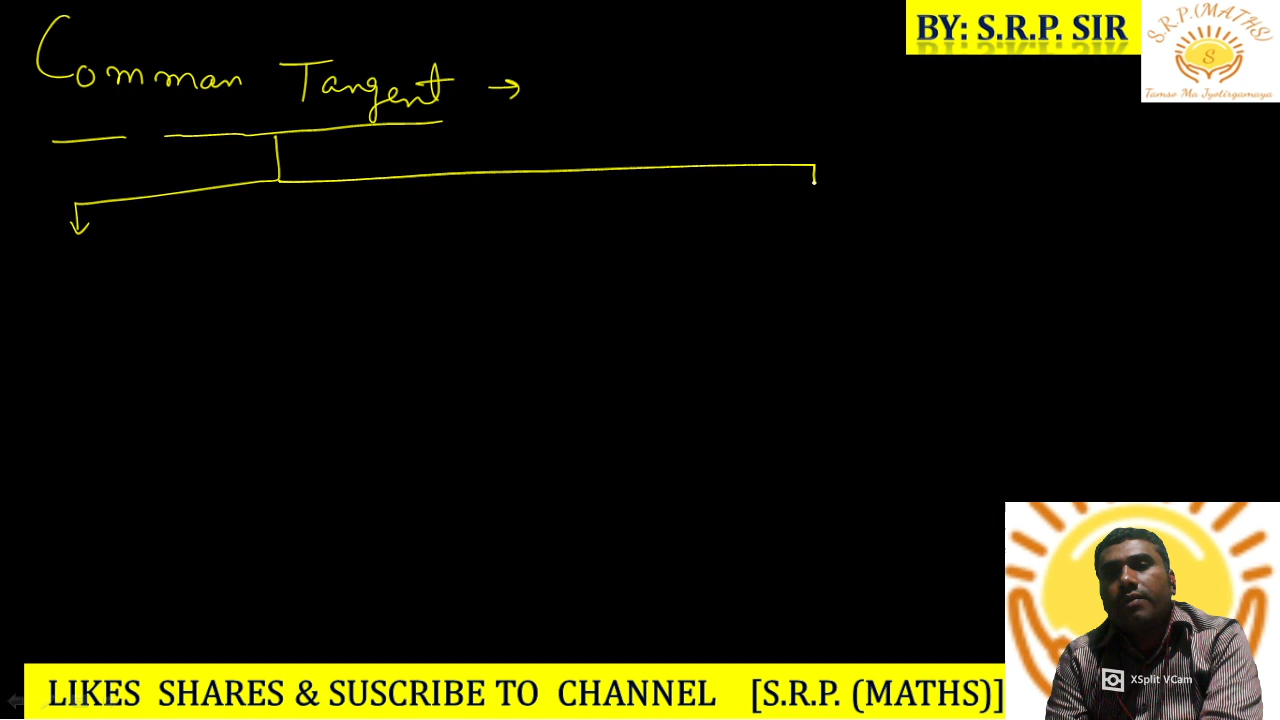 BY: S.R.P. SIR
S.R.P.(MATHS)
S
Tamso Ma Jyotirgamaya
Comman Tangent →
XSplit VCam
LIKES SHARES & SUSCRIBE TO CHANNEL [S.R.P. (MATHS)]